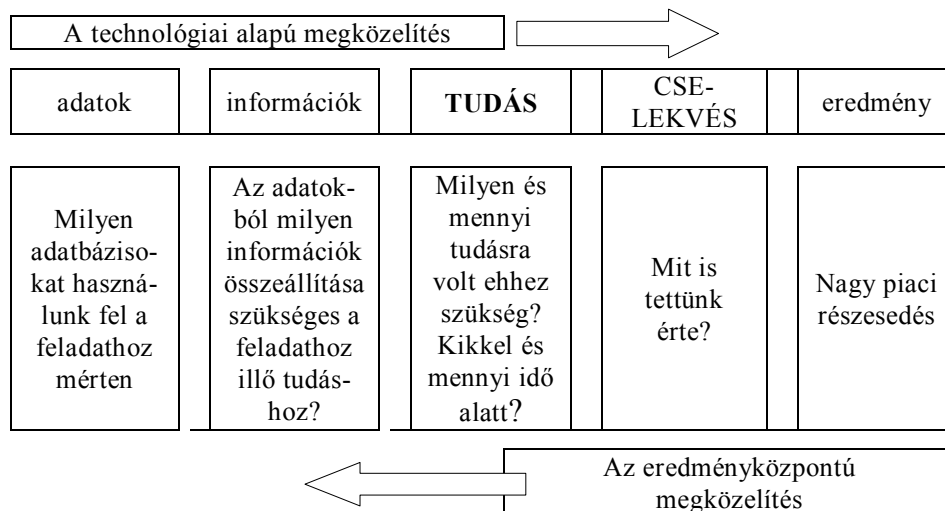 A technológiai alapú megközelítés
adatok
információk
TUDÁS
CSE-
LEKVÉS
eredmény
Milyen
adatbáziso-
kat haszná-
lunk fel a
feladathoz
mérten
Az adatok-
ból milyen
információk
összeállítása
szükséges a
feladathoz
illő tudás-
hoz?
Milyen és
mennyi
tudásra
volt ehhez
szükség?
Kikkel és
mennyi idő
alatt?
Mit is
tettünk
érte?
Nagy piaci
részesedés
Az eredményközpontú
megközelítés